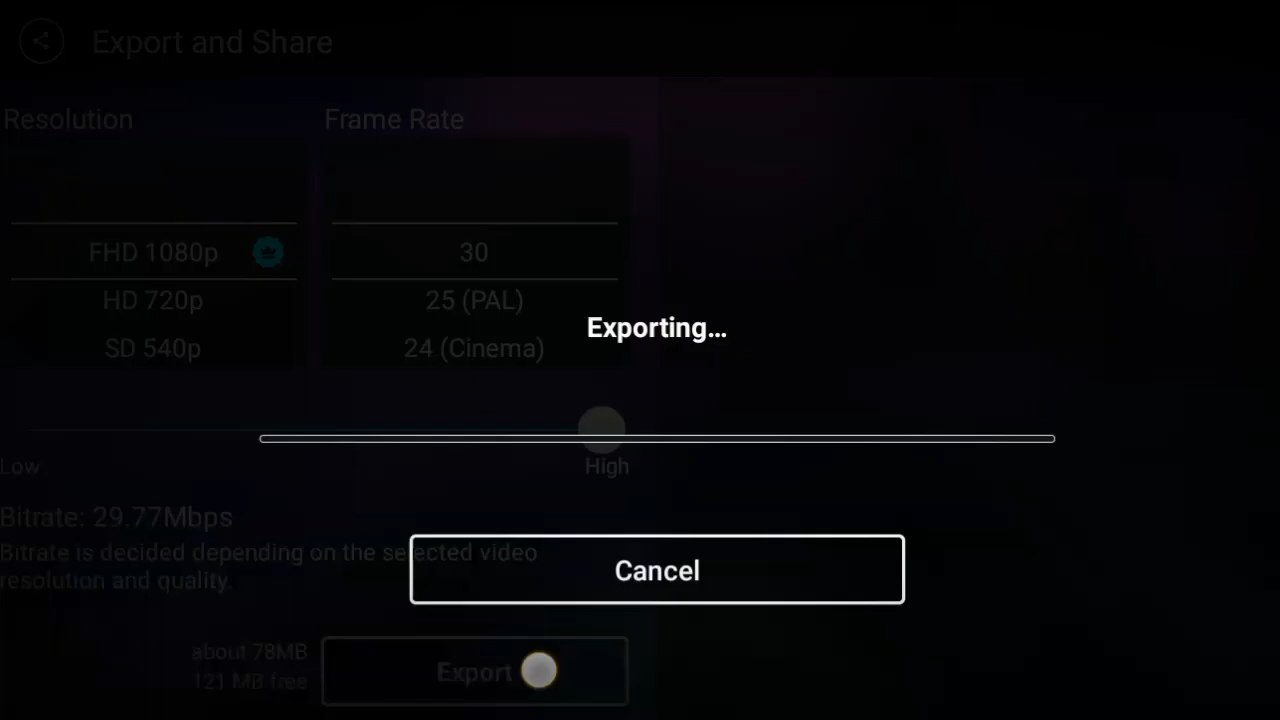 Export and Share
Resolution
Frame Rate
FHD 1080p
30
HD 720p
25 (PAL)
SD 540p
24 (Cinema)
Exporting...
Low
High
Bitrate: 29.77Mbps
Bitrate is decided depending on the selected video
resolution and quality.
Cancel
about 78MB
121 MB free
Export